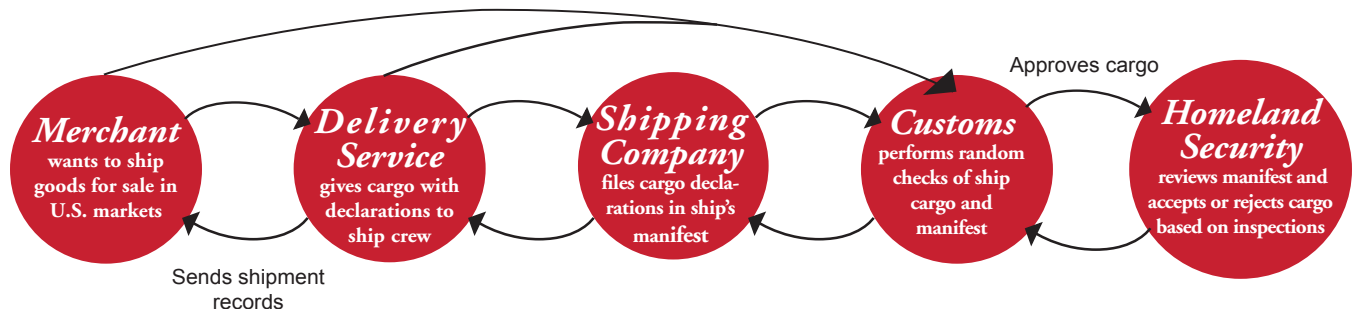 Approves cargo
Merchant
wants to ship
goods for sale in
U.S. markets
Delivery
Service
gives cargo with
declarations to
ship crew
Shipping
Company
files cargo decla-
rations in ship's
manifest
Customs
performs random
checks of ship
cargo and
manifest
Homeland
Security
reviews manifest and
accepts or rejects cargo
based on inspections
Sends shipment
records